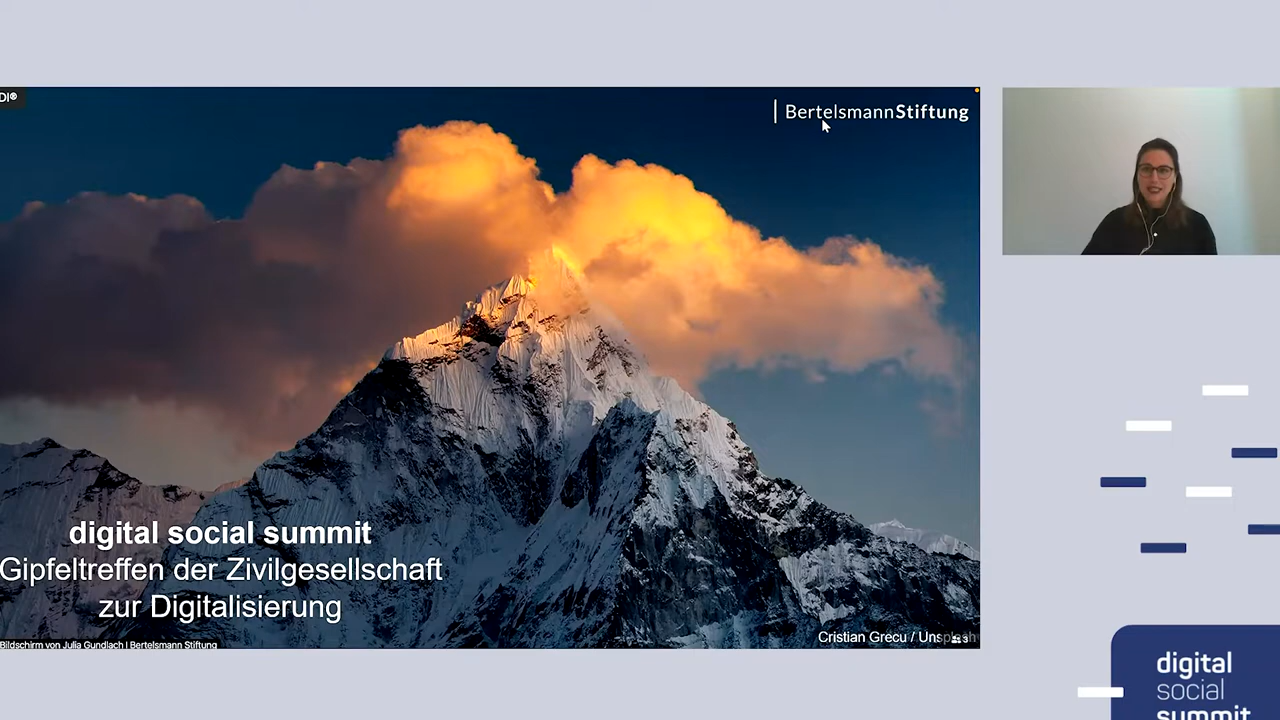 DI®
BertelsmannStiftung
digital social summit
Gipfeltreffen der Zivilgesellschaft
zur Digitalisierung
Cristian Grecu / Unsplash
Bildschirm von Julia Gundlach | Bertelsmann Stiftung
digital
social
summit